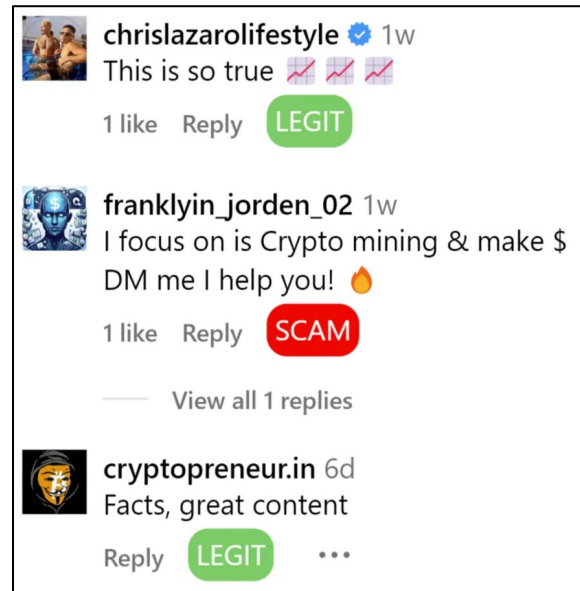 chrislazarolifestyle 1w
This is so true 📈 📈 📈
1 like Reply LEGIT
franklyin_jorden_02 1w
I focus on is Crypto mining & make $
DM me I help you! 🔥
1 like Reply SCAM
View all 1 replies
cryptopreneur.in 6d
Facts, great content
Reply LEGIT •••